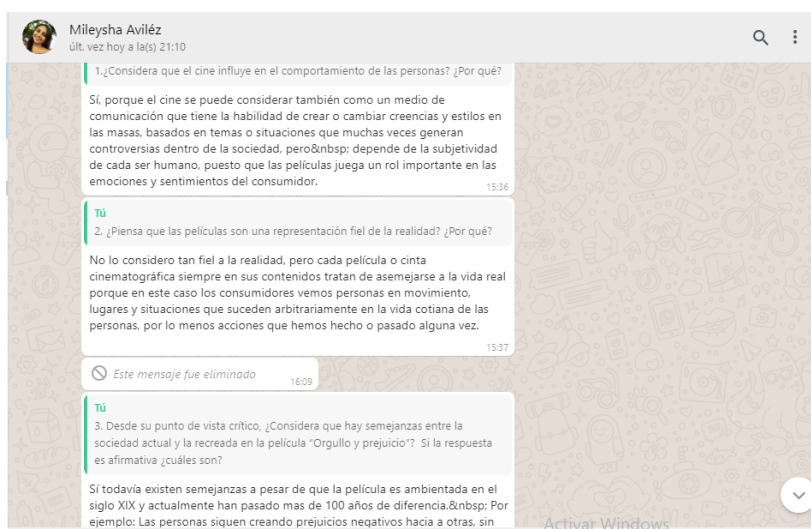 Mileysha Aviléz
últ. vez hoy a la(s) 21:10
1.¿Considera que el cine influye en el comportamiento de las personas? ¿Por qué?
Sí, porque el cine se puede considerar también como un medio de
comunicación que tiene la habilidad de crear o cambiar creencias y estilos en
las masas, basados en temas o situaciones que muchas veces generan
controversias dentro de la sociedad, pero&nbsp; depende de la subjetividad
de cada ser humano, puesto que las películas juega un rol importante en las
emociones y sentimientos del consumidor.
15:36
Tú
2. ¿Piensa que las películas son una representación fiel de la realidad? ¿Por qué?
No lo considero tan fiel a la realidad, pero cada película o cinta
cinematográfica siempre en sus contenidos tratan de asemejarse a la vida real
porque en este caso los consumidores vemos personas en movimiento,
lugares y situaciones que suceden arbitrariamente en la vida cotiana de las
personas, por lo menos acciones que hemos hecho o pasado alguna vez.
15:37
Este mensaje fue eliminado
16:09
Tú
3. Desde su punto de vista crítico, ¿Considera que hay semejanzas entre la
sociedad actual y la recreada en la película "Orgullo y prejuicio"? Si la respuesta
es afirmativa ¿cuáles son?
Sí todavía existen semejanzas a pesar de que la película es ambientada en el
siglo XIX y actualmente han pasado mas de 100 años de diferencia.&nbsp; Por
ejemplo: Las personas siguen creando prejuicios negativos hacia a otras, sin
Activar Windows